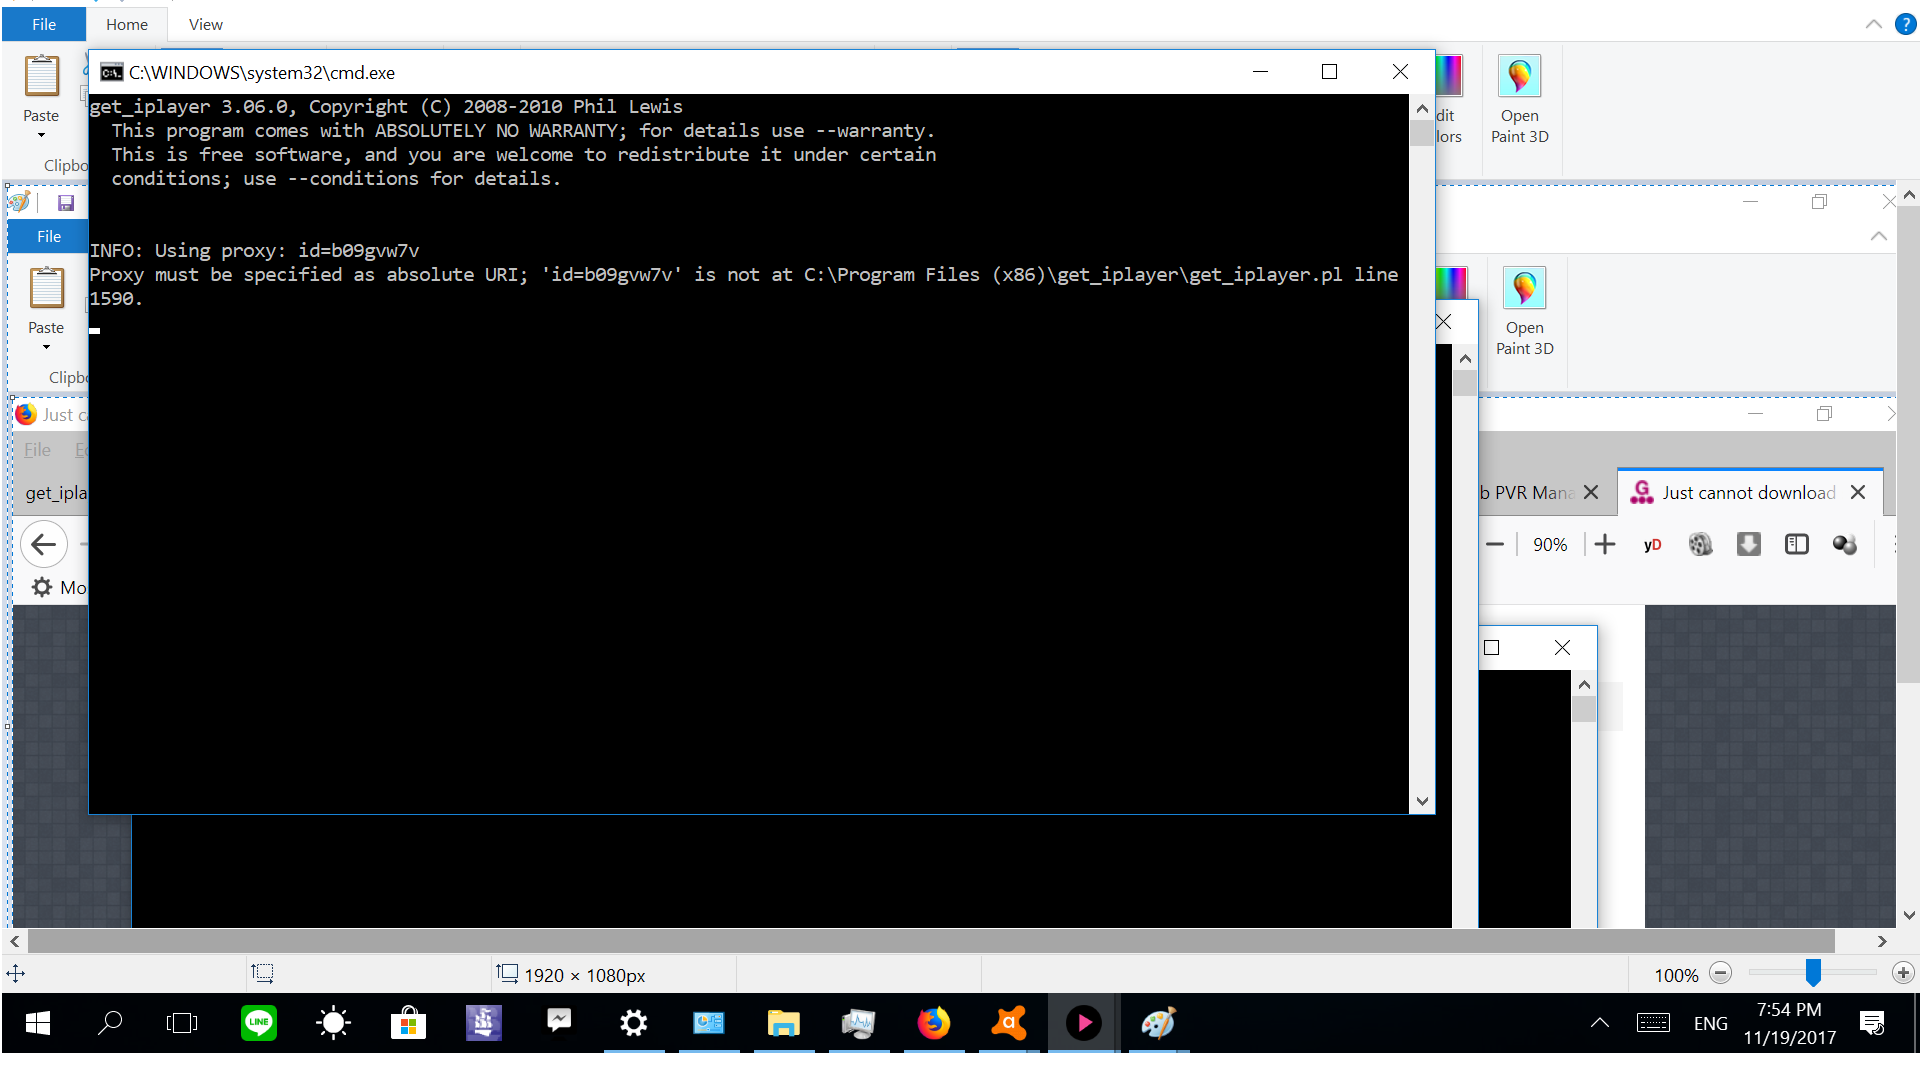 File Home View
C:\WINDOWS\system32\cmd.exe
get_iplayer 3.06.0, Copyright (C) 2008-2010 Phil Lewis
This program comes with ABSOLUTELY NO WARRANTY; for details use --warranty.
This is free software, and you are welcome to redistribute it under certain
conditions; use --conditions for details.
INFO: Using proxy: id=b09gvw7v
Proxy must be specified as absolute URI; 'id=b09gvw7v' is not at C:\Program Files (x86)\get_iplayer\get_iplayer.pl line
1590.
Paste
Clipbo
dit
lors
Open
Paint 3D
File
Paste
Clipbo
Open
Paint 3D
Just c
File E
get_ipla
b PVR Mana
Just cannot download
90%
yD
Mo
1920 × 1080px
100%
LINE
ENG
7:54 PM
11/19/2017